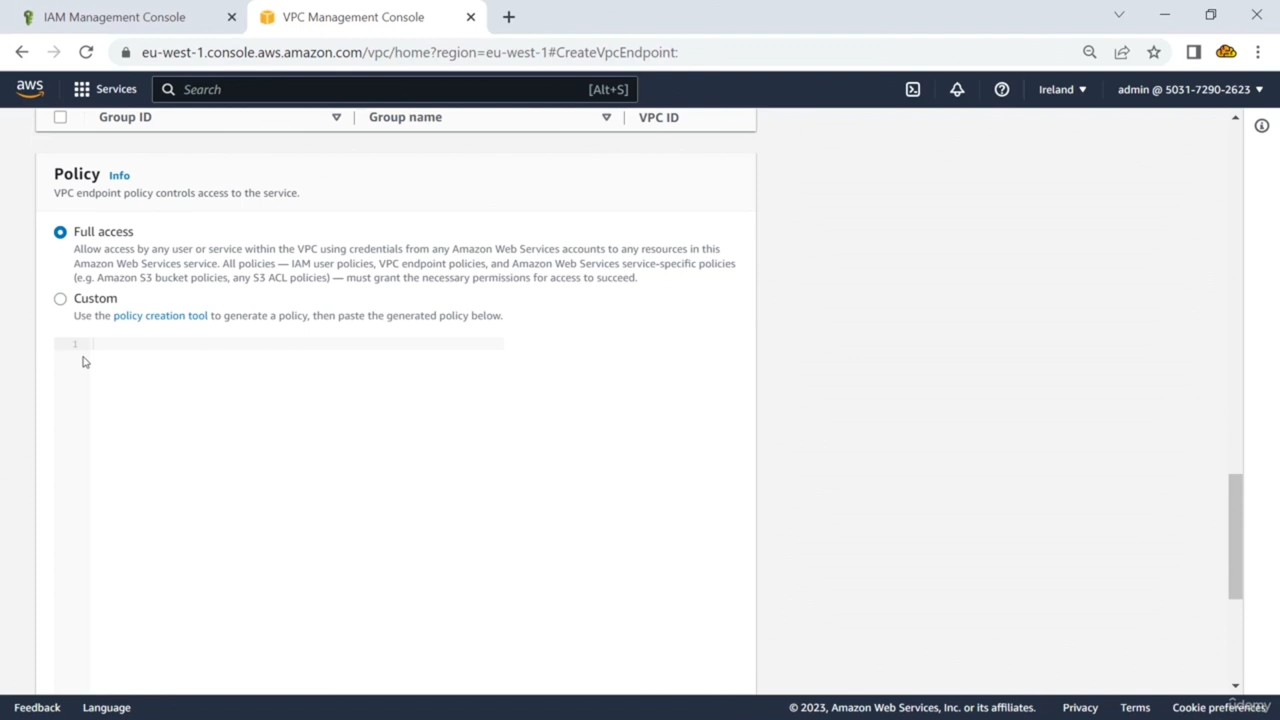 IAM Management Console
VPC Management Console
eu-west-1.console.aws.amazon.com/vpc/home?region=eu-west-1#CreateVpcEndpoint:
aws
Services
Search
[Alt+S]
Ireland ▼
admin @ 5031-7290-2623 ▼
Group ID
Group name
VPC ID
Policy Info
VPC endpoint policy controls access to the service.
Full access
Allow access by any user or service within the VPC using credentials from any Amazon Web Services accounts to any resources in this
Amazon Web Services service. All policies — IAM user policies, VPC endpoint policies, and Amazon Web Services service-specific policies
(e.g. Amazon S3 bucket policies, any S3 ACL policies) — must grant the necessary permissions for access to succeed.
Custom
Use the policy creation tool to generate a policy, then paste the generated policy below.
1
Feedback
Language
© 2023, Amazon Web Services, Inc. or its affiliates.
Privacy
Terms
Cookie preferences
udemy